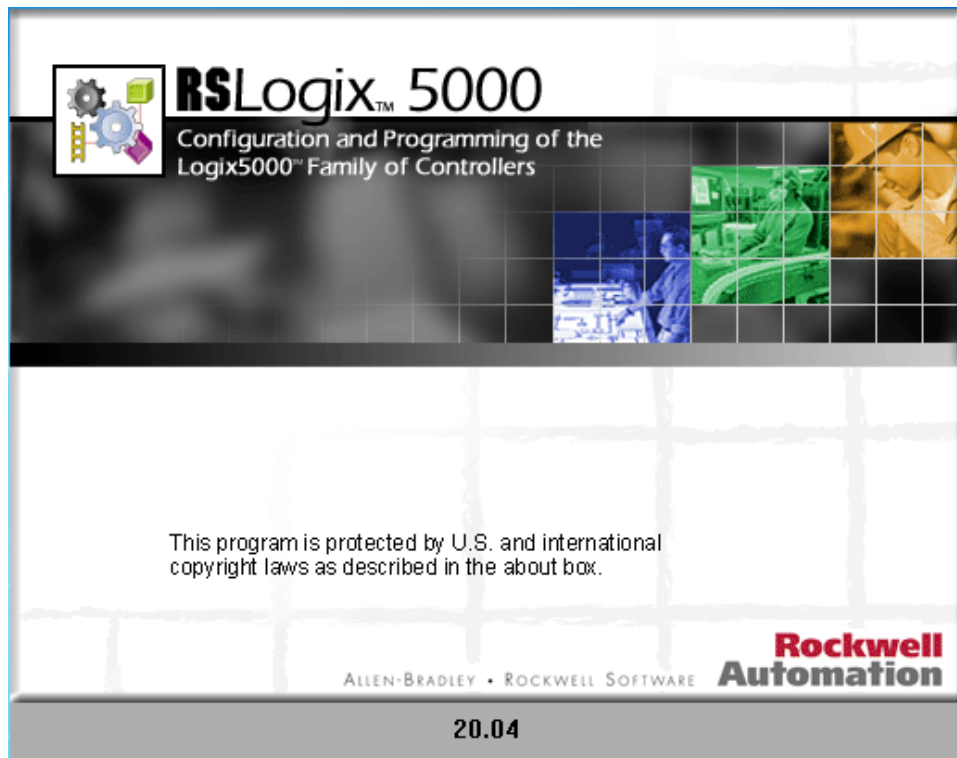 RSLogix™ 5000
Configuration and Programming of the
Logix5000™ Family of Controllers
This program is protected by U.S. and international
copyright laws as described in the about box.
Rockwell
Automation
ALLEN-BRADLEY • ROCKWELL SOFTWARE
20.04